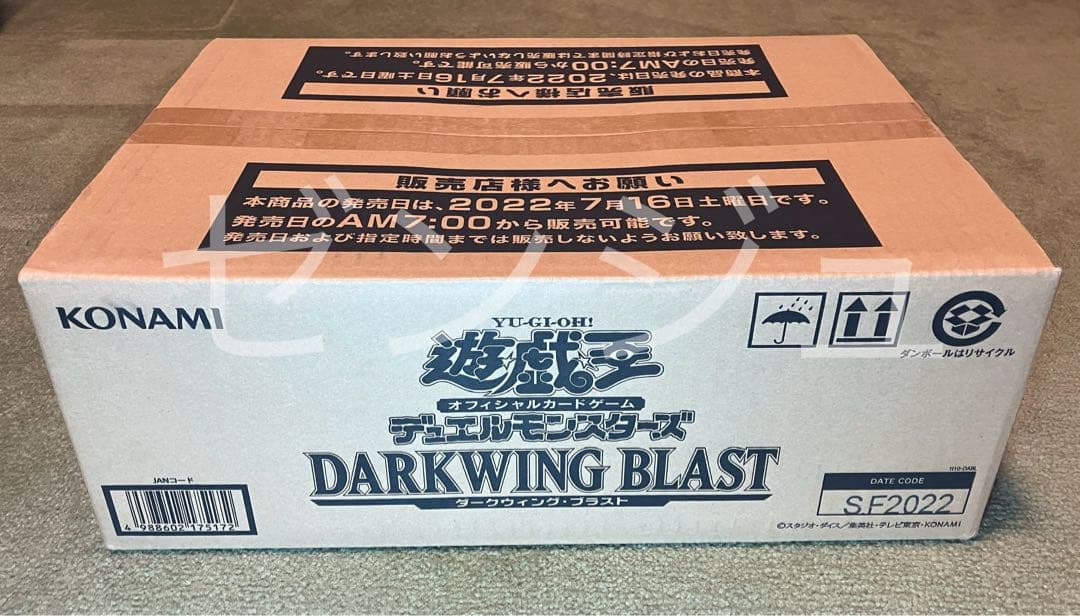 発売日および指定時間までは販売しないようお願い致します。
発売日のAM7:00から販売可能です。
本商品の発売日は、2022年7月16日土曜日です。
販売店様へお願い
販売店様へお願い
本商品の発売日は、2022年7月16日土曜日です。
発売日のAM7:00から販売可能です。
発売日および指定時間までは販売しないようお願い致します。
KONAMI
YU-GI-OH!
遊戯王
オフィシャルカードゲーム
デュエルモンスターズ
DARKWING BLAST
ダークウィング・ブラスト
ダンボールはリサイクル
JANコード
4 988602 175172
1110-DABL
DATE CODE
S.F2022
©スタジオ・ダイス/集英社・テレビ東京・KONAMI